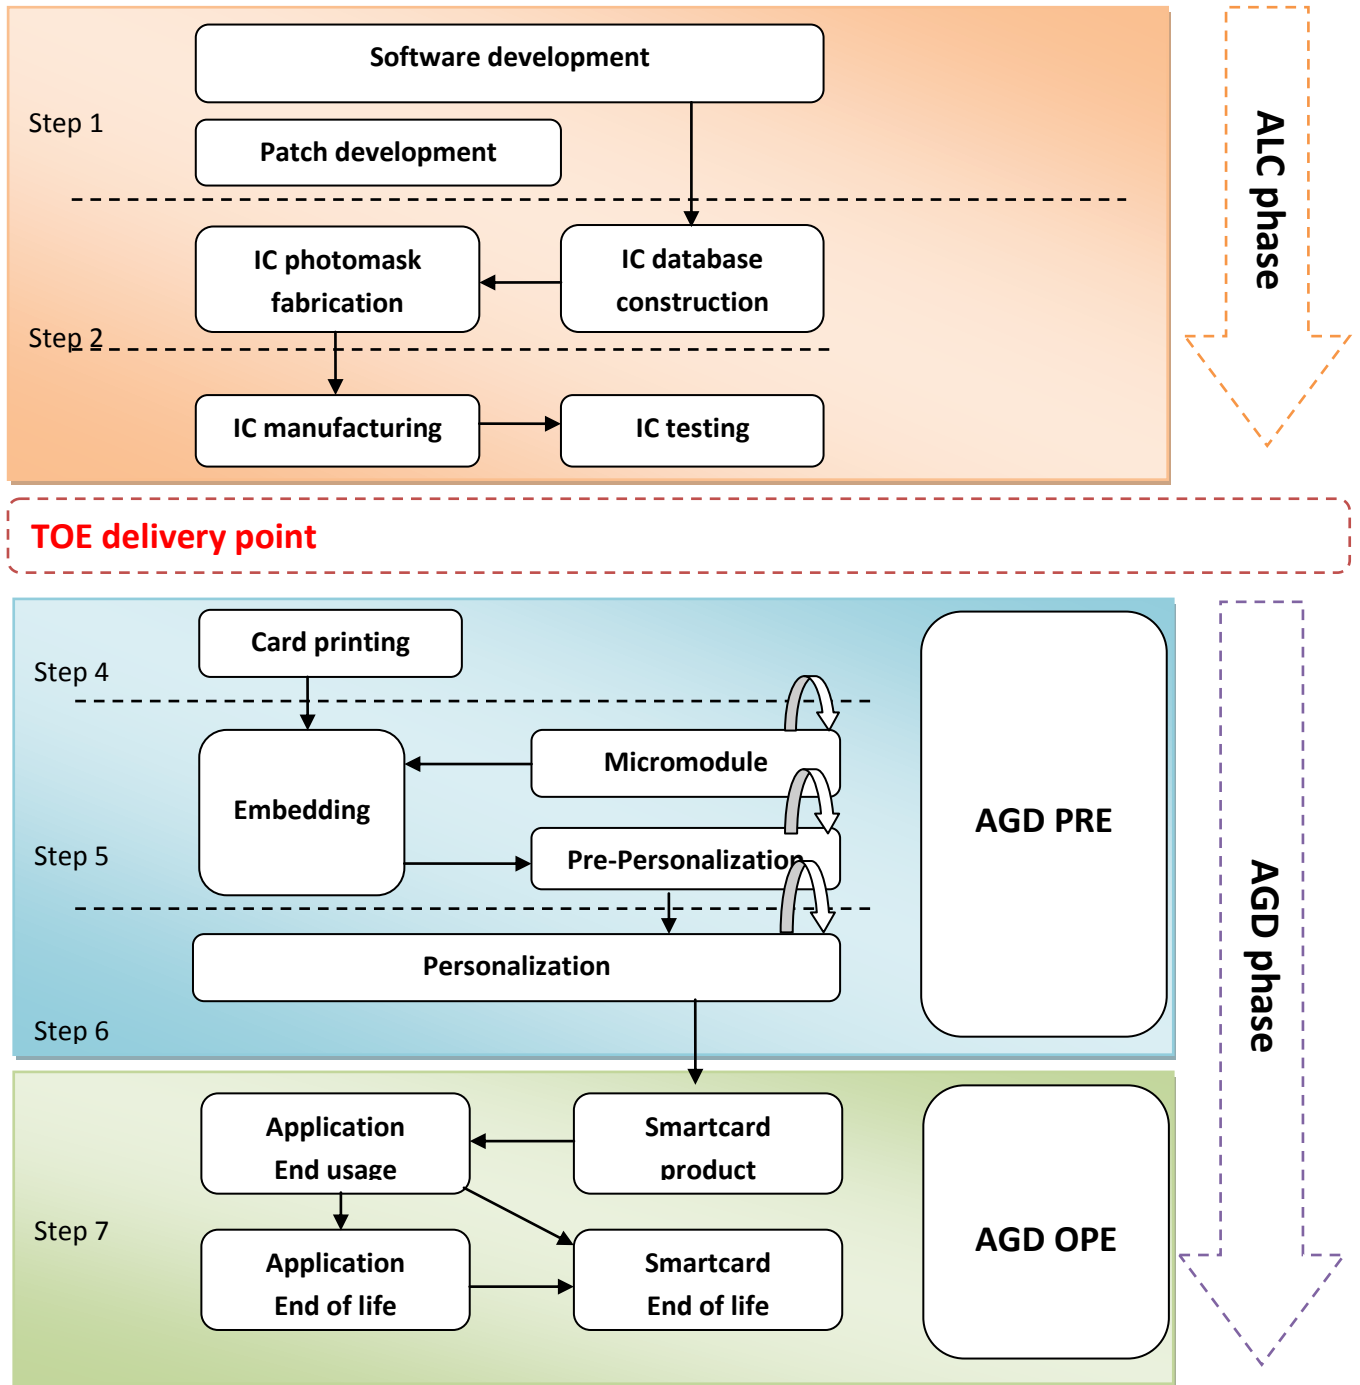 Software development
Step 1
Patch development
ALC phase
IC photomask
fabrication
IC database
construction
Step 2
IC manufacturing
IC testing
TOE delivery point
Card printing
Step 4
Micromodule
Embedding
AGD PRE
Step 5
Pre-Personalization
AGD phase
Personalization
Step 6
Application
End usage
Smartcard
product
Step 7
AGD OPE
Application
End of life
Smartcard
End of life